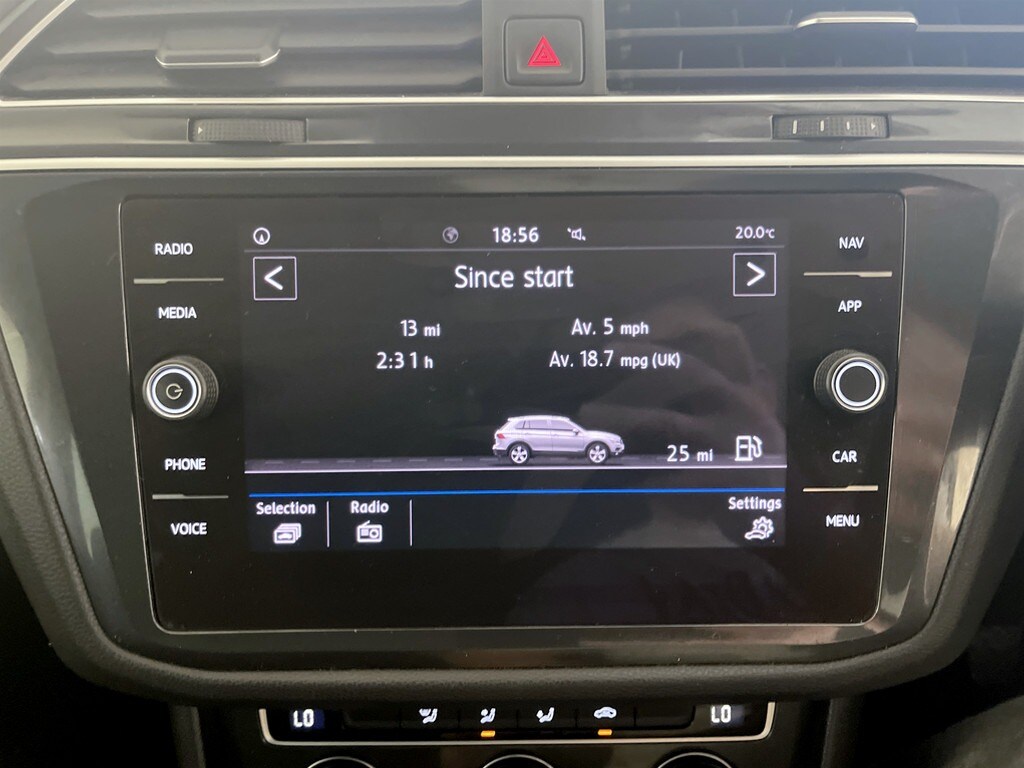 18:56
20.0°C
RADIO
NAV
Since start
MEDIA
APP
13 mi
Av. 5 mph
2:31 h
Av. 18.7 mpg (UK)
PHONE
25 mi
CAR
VOICE
Selection
Radio
Settings
MENU
LO
LO